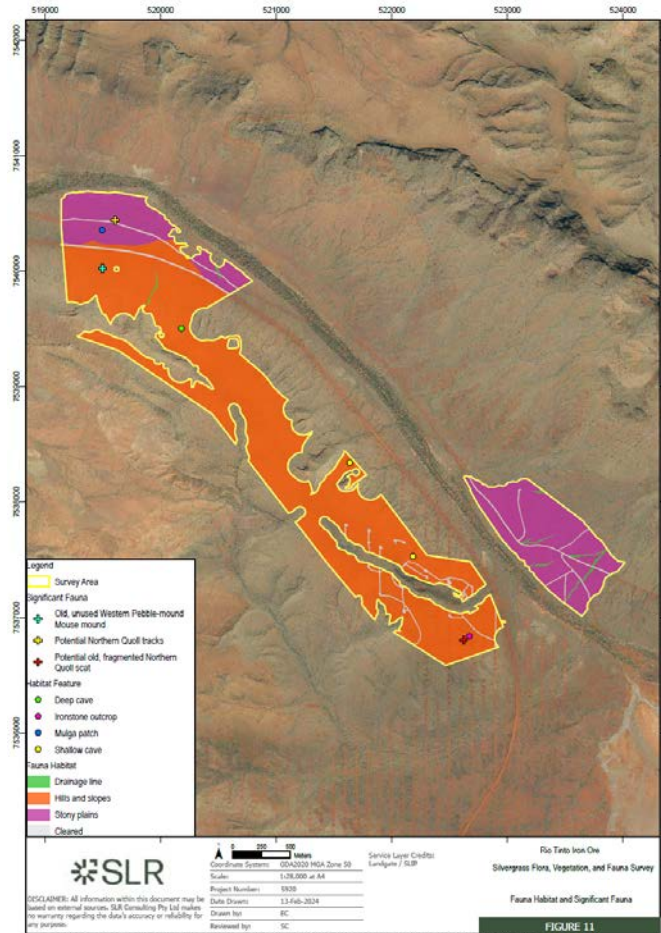 519000 520000 521000 522000 523000 524000
7542000
7541000
7540000
7539000
7538000
7537000
7536000
Legend
Survey Area
Significant Fauna
Old, unused Western Pebble-mound
Mouse mound
Potential Northern Quoll tracks
Potential old, fragmented Northern
Quoll scat
Habitat Feature
Deep cave
Ironstone outcrop
Mulga patch
Shallow cave
Fauna Habitat
Drainage line
Hills and slopes
Stony plains
Cleared
SLR
DISCLAIMER: All information within this document may be
based on external sources. SLR Consulting Pty Ltd makes
no warranty regarding the data's accuracy or reliability for
any purpose.
0 250 500
Meters
Coordinate System: GDA2020 MGA Zone 50
Scale: 1:28,000 at A4
Project Number: 5920
Date Drawn: 13-Feb-2024
Drawn by: EC
Reviewed by: SC
Service Layer Credits:
Landgate / SLIP
Rio Tinto Iron Ore
Silvergrass Flora, Vegetation, and Fauna Survey
Fauna Habitat and Significant Fauna
FIGURE 11